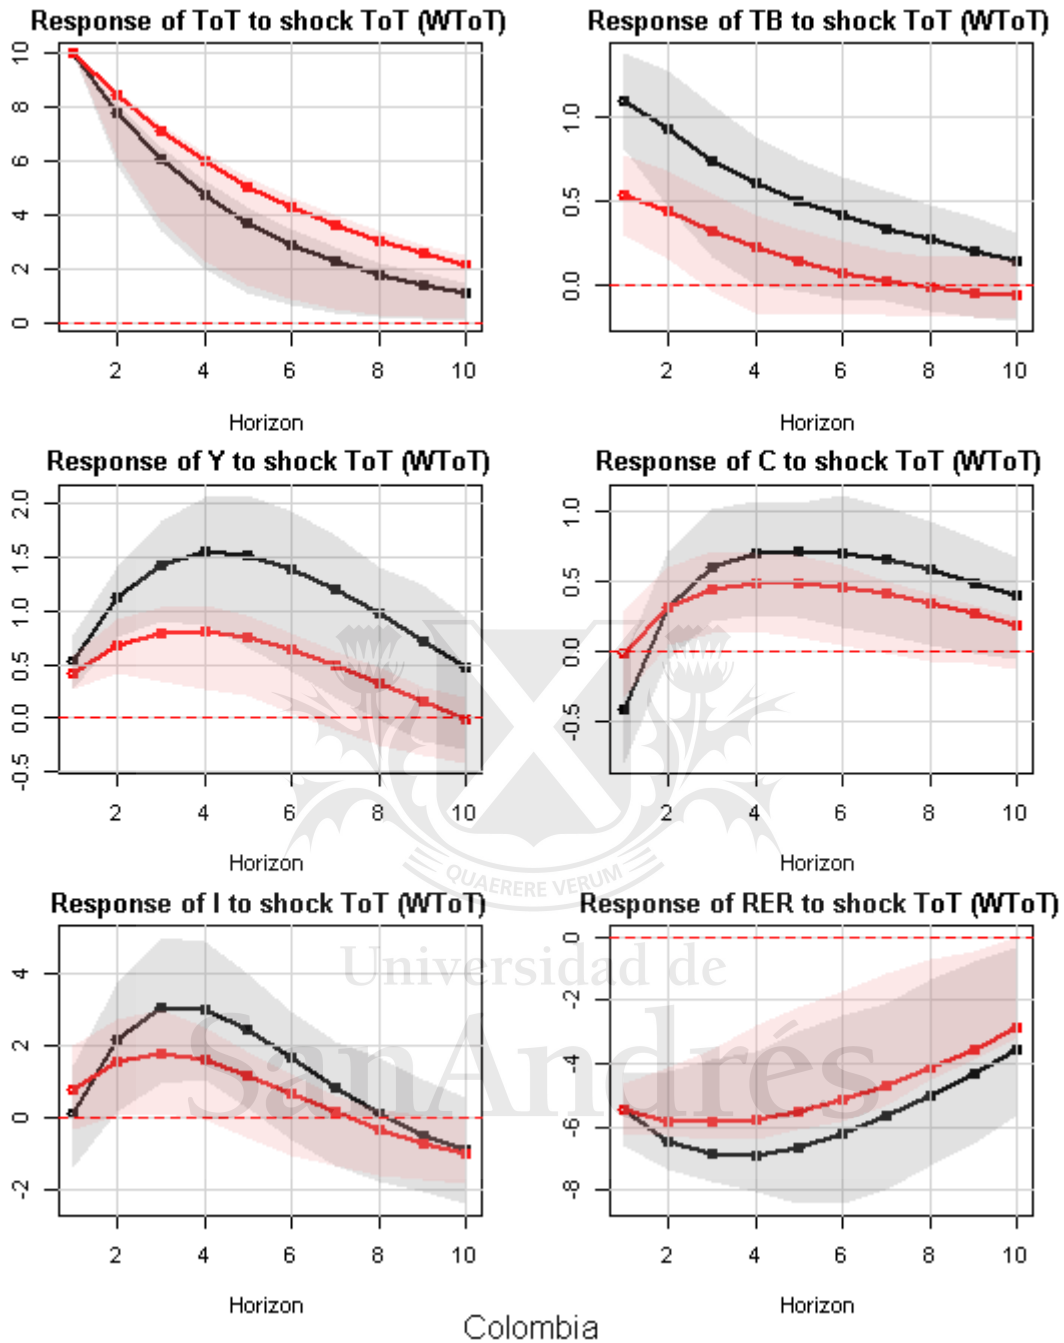 Response of ToT to shock ToT (WToT)
Response of TB to shock ToT (WToT)
10
8
6
4
2
0
1.0
0.5
0.0
2 4 6 8 10
2 4 6 8 10
Horizon
Horizon
Response of Y to shock ToT (WToT)
Response of C to shock ToT (WToT)
2.0
1.5
1.0
0.5
0.0
-0.5
1.0
0.5
0.0
-0.5
2 4 6 8 10
2 4 6 8 10
Horizon
Horizon
QUAERERE VERUM
Response of I to shock ToT (WToT)
Response of RER to shock ToT (WToT)
Universidad de
SanAndrés
4
2
0
-2
0
-2
-4
-6
-8
2 4 6 8 10
2 4 6 8 10
Horizon
Horizon
Colombia